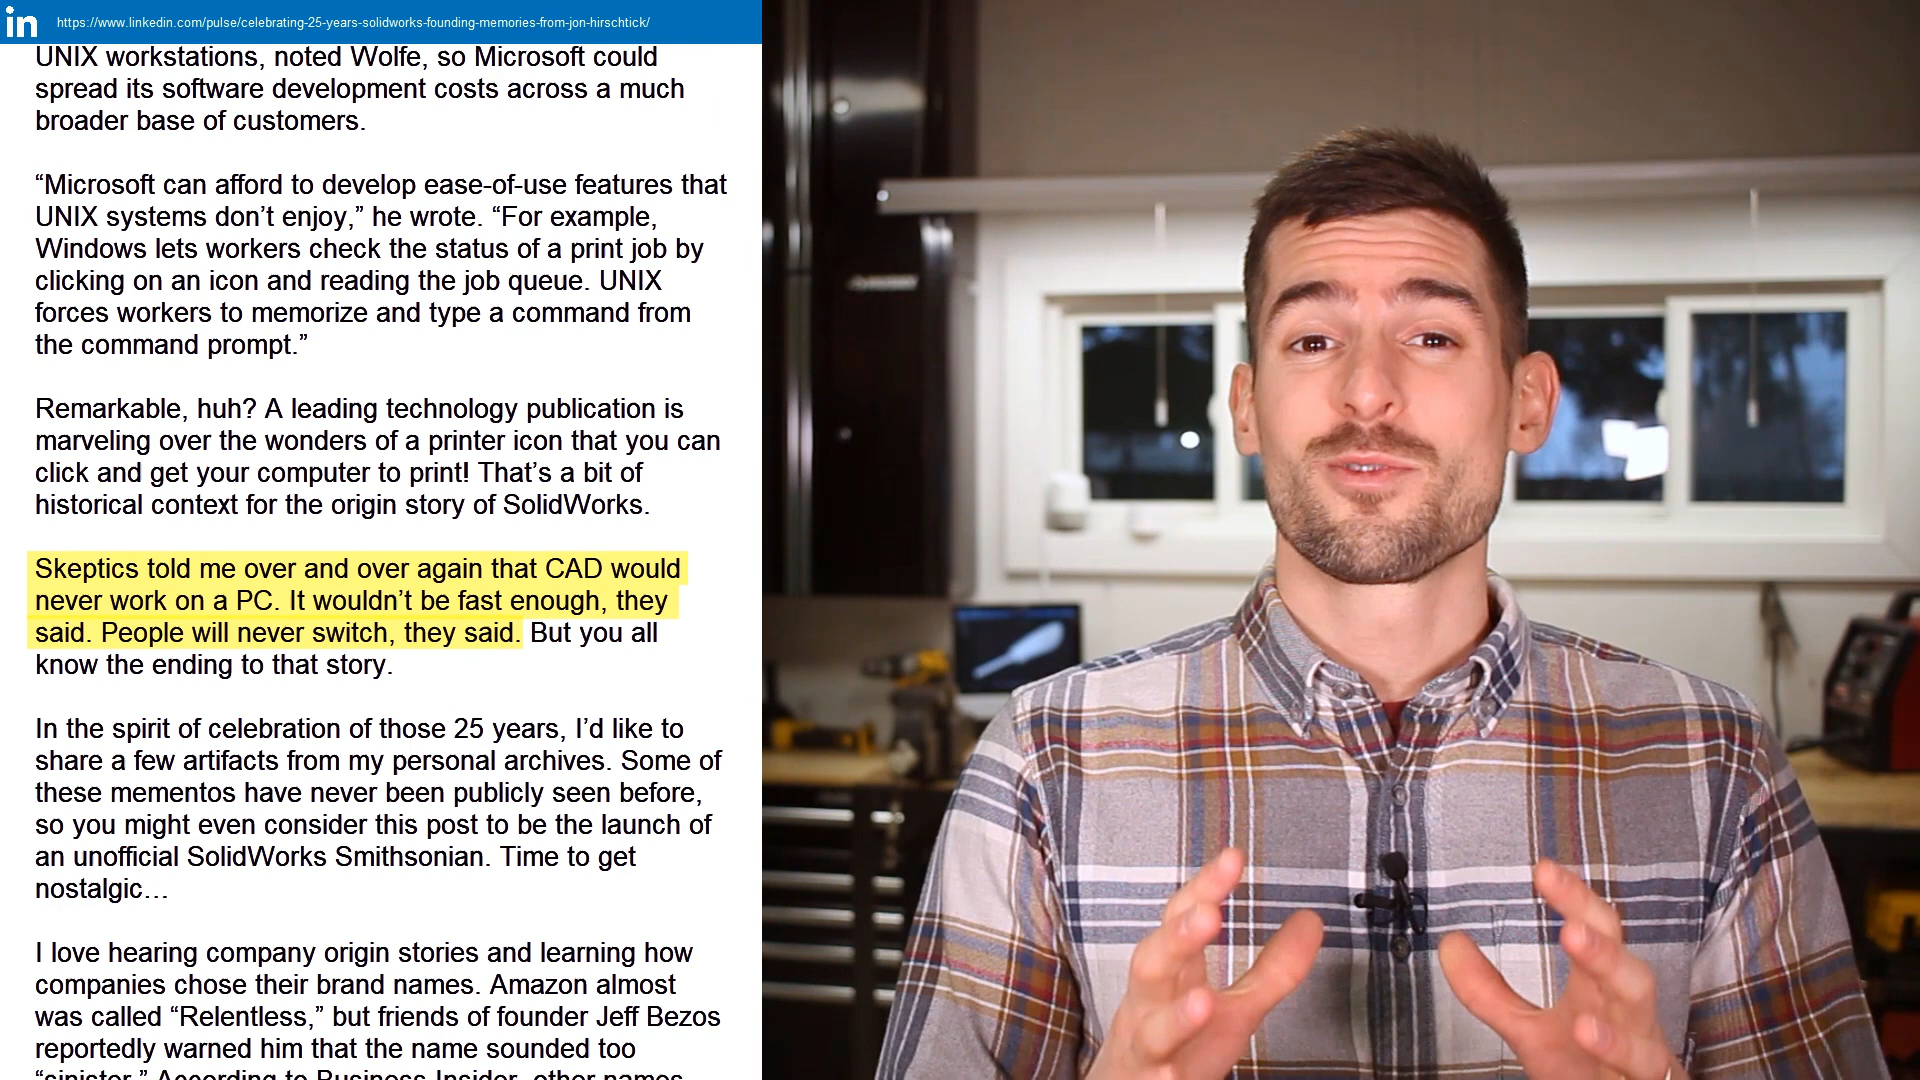 in https://www.linkedin.com/pulse/celebrating-25-years-solidworks-founding-memories-from-jon-hirschtick/
UNIX workstations, noted Wolfe, so Microsoft could
spread its software development costs across a much
broader base of customers.
“Microsoft can afford to develop ease-of-use features that
UNIX systems don’t enjoy,” he wrote. “For example,
Windows lets workers check the status of a print job by
clicking on an icon and reading the job queue. UNIX
forces workers to memorize and type a command from
the command prompt.”
Remarkable, huh? A leading technology publication is
marveling over the wonders of a printer icon that you can
click and get your computer to print! That’s a bit of
historical context for the origin story of SolidWorks.
Skeptics told me over and over again that CAD would
never work on a PC. It wouldn’t be fast enough, they
said. People will never switch, they said. But you all
know the ending to that story.
In the spirit of celebration of those 25 years, I’d like to
share a few artifacts from my personal archives. Some of
these mementos have never been publicly seen before,
so you might even consider this post to be the launch of
an unofficial SolidWorks Smithsonian. Time to get
nostalgic…
I love hearing company origin stories and learning how
companies chose their brand names. Amazon almost
was called “Relentless,” but friends of founder Jeff Bezos
reportedly warned him that the name sounded too
“sinister.” According to Business Insider, other names